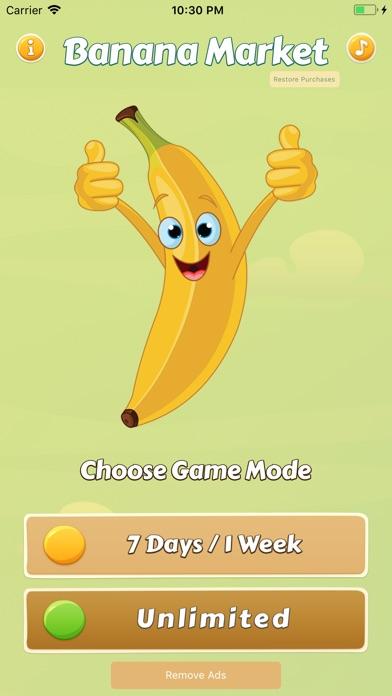 Carrier 10:30 PM
Banana Market
Restore Purchases
Choose Game Mode
7 Days / 1 Week
Unlimited
Remove Ads